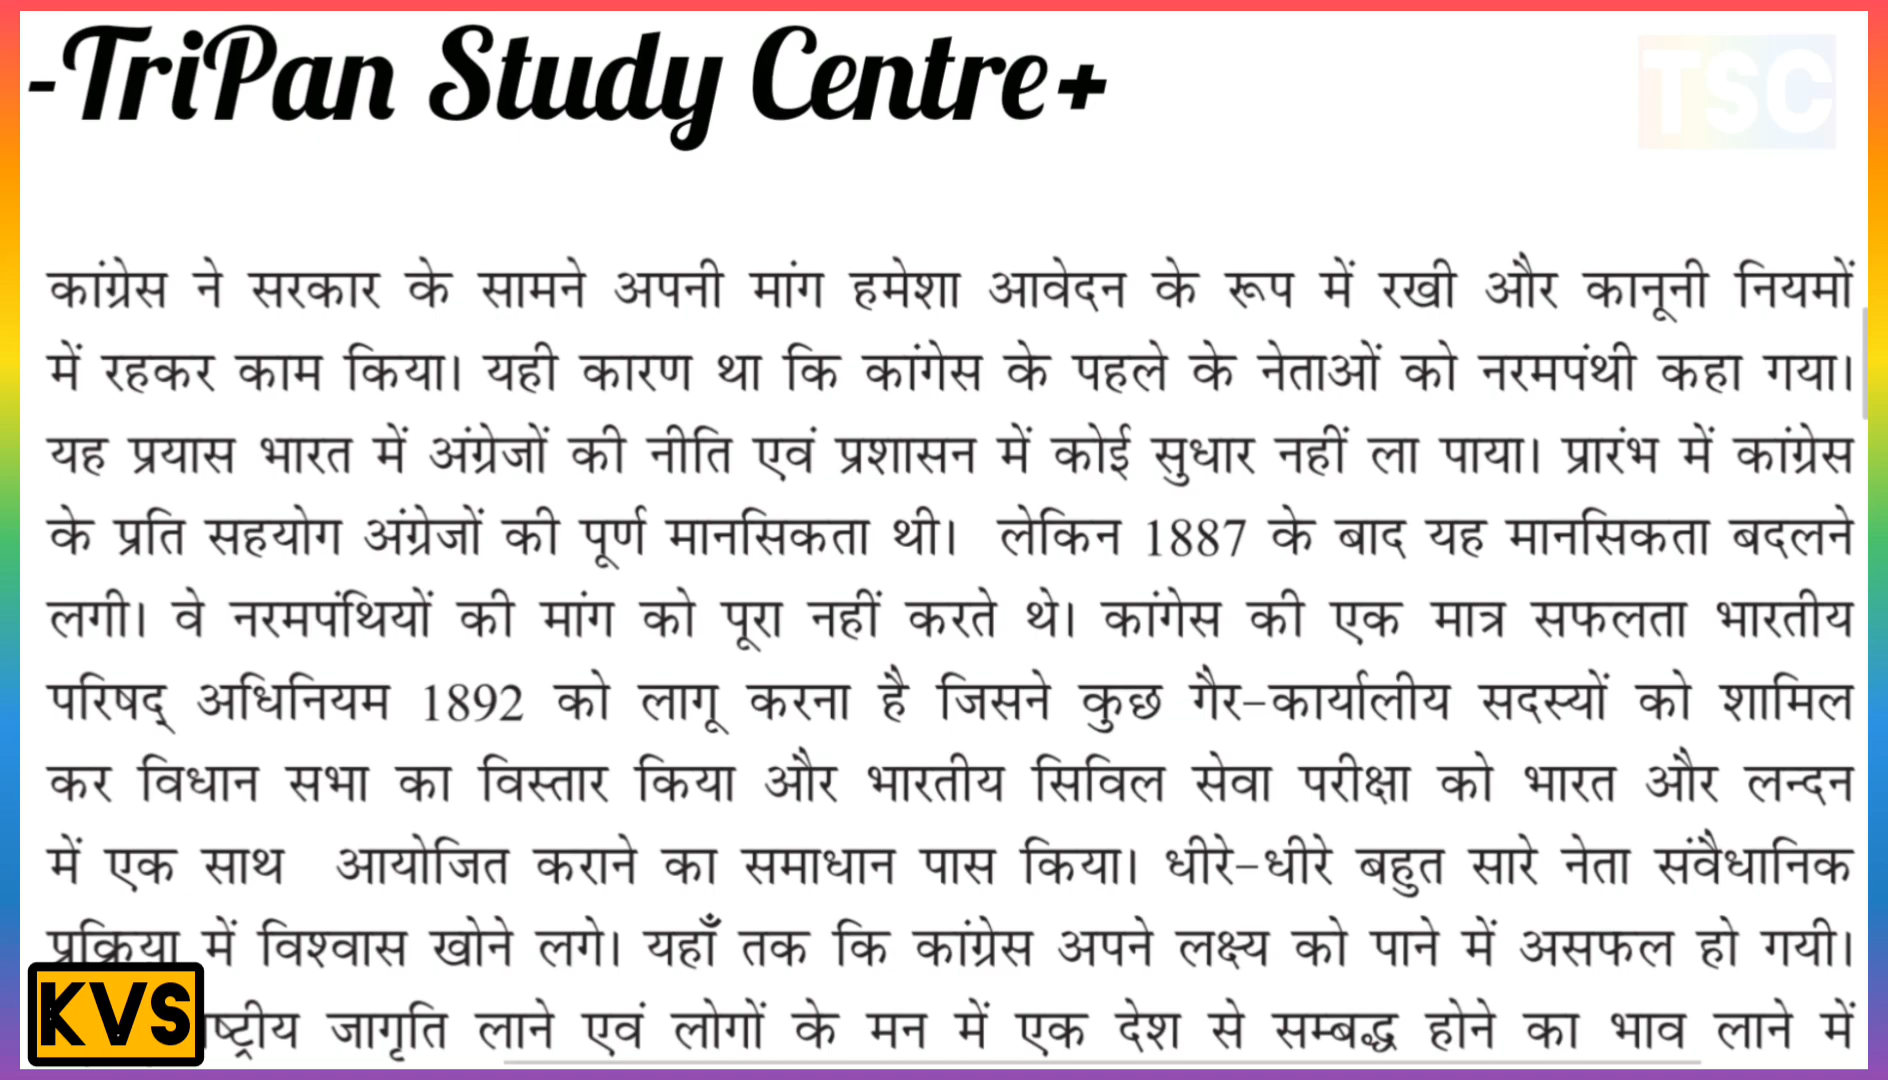 -TriPan Study Centre+
TSC
कांग्रेस ने सरकार के सामने अपनी मांग हमेशा आवेदन के रूप में रखी और कानूनी नियमों
में रहकर काम किया। यही कारण था कि कांगेस के पहले के नेताओं को नरमपंथी कहा गया।
यह प्रयास भारत में अंग्रेजों की नीति एवं प्रशासन में कोई सुधार नहीं ला पाया। प्रारंभ में कांग्रेस
के प्रति सहयोग अंग्रेजों की पूर्ण मानसिकता थी। लेकिन 1887 के बाद यह मानसिकता बदलने
लगी। वे नरमपंथियों की मांग को पूरा नहीं करते थे। कांगेस की एक मात्र सफलता भारतीय
परिषद् अधिनियम 1892 को लागू करना है जिसने कुछ गैर-कार्यालीय सदस्यों को शामिल
कर विधान सभा का विस्तार किया और भारतीय सिविल सेवा परीक्षा को भारत और लन्दन
में एक साथ आयोजित कराने का समाधान पास किया। धीरे-धीरे बहुत सारे नेता संवैधानिक
प्रक्रिया में विश्वास खोने लगे। यहाँ तक कि कांग्रेस अपने लक्ष्य को पाने में असफल हो गयी।
जागृति लाने एवं लोगों के मन में एक देश से सम्बद्ध होने का भाव लाने में
KVS